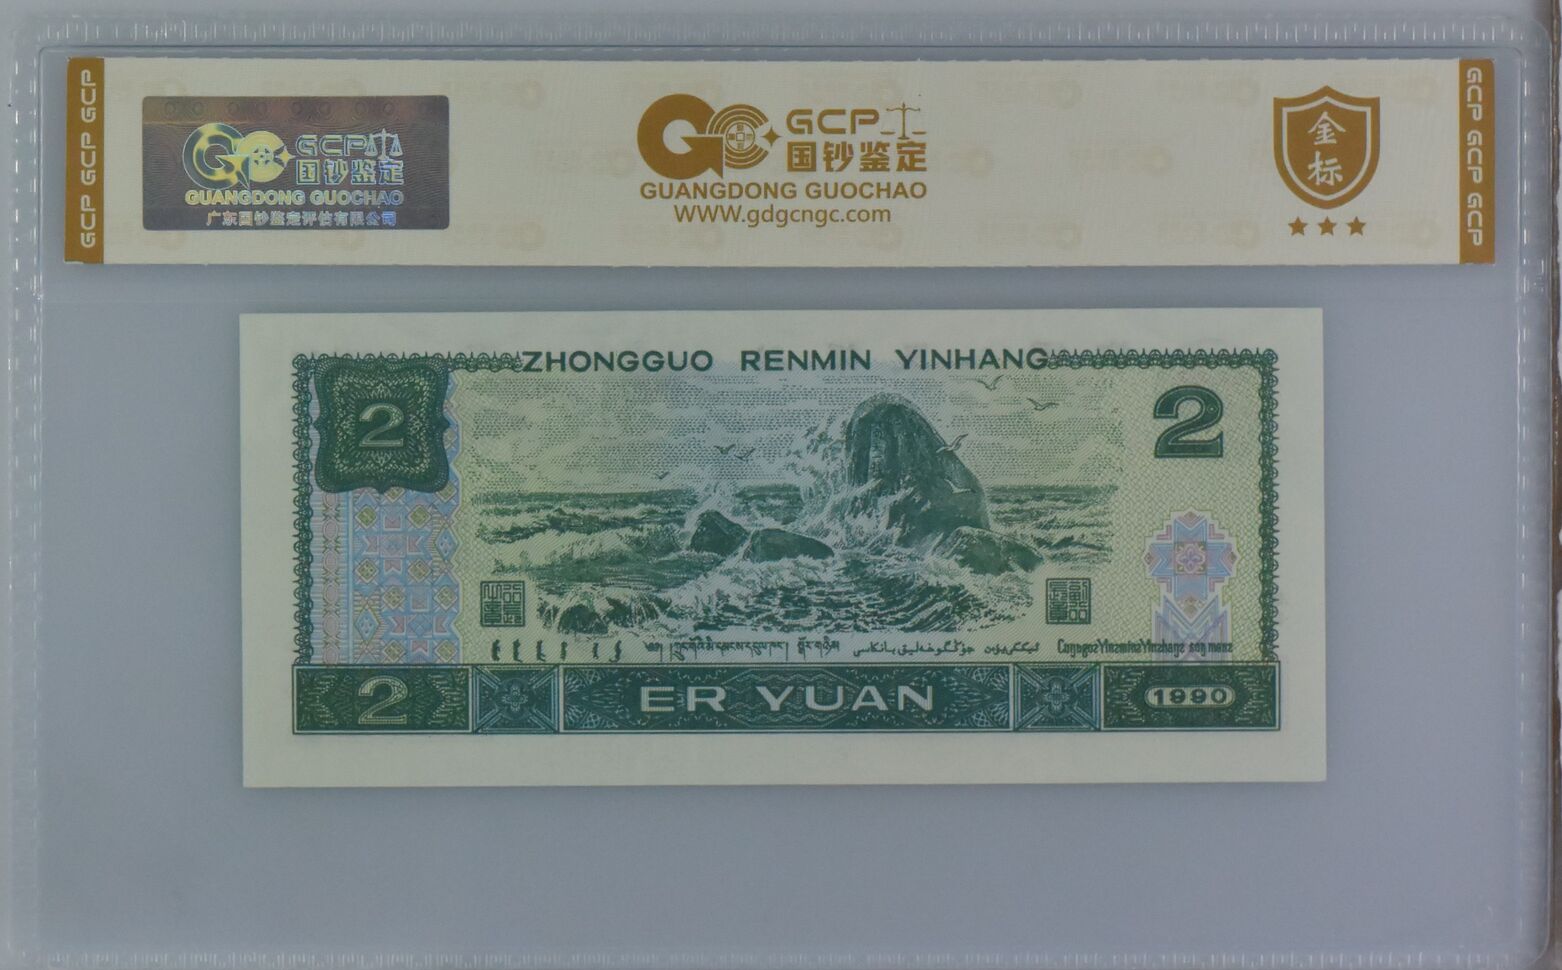 GCP GCP GCP
GCP
国钞鉴定
GUANGDONG GUOCHAO
广东国钞鉴定评估有限公司
GCP
国钞鉴定
GUANGDONG GUOCHAO
WWW.gdgcngc.com
金
标
GCP GCP GCP
ZHONGGUO RENMIN YINHANG
2
2
2
ER YUAN
1990